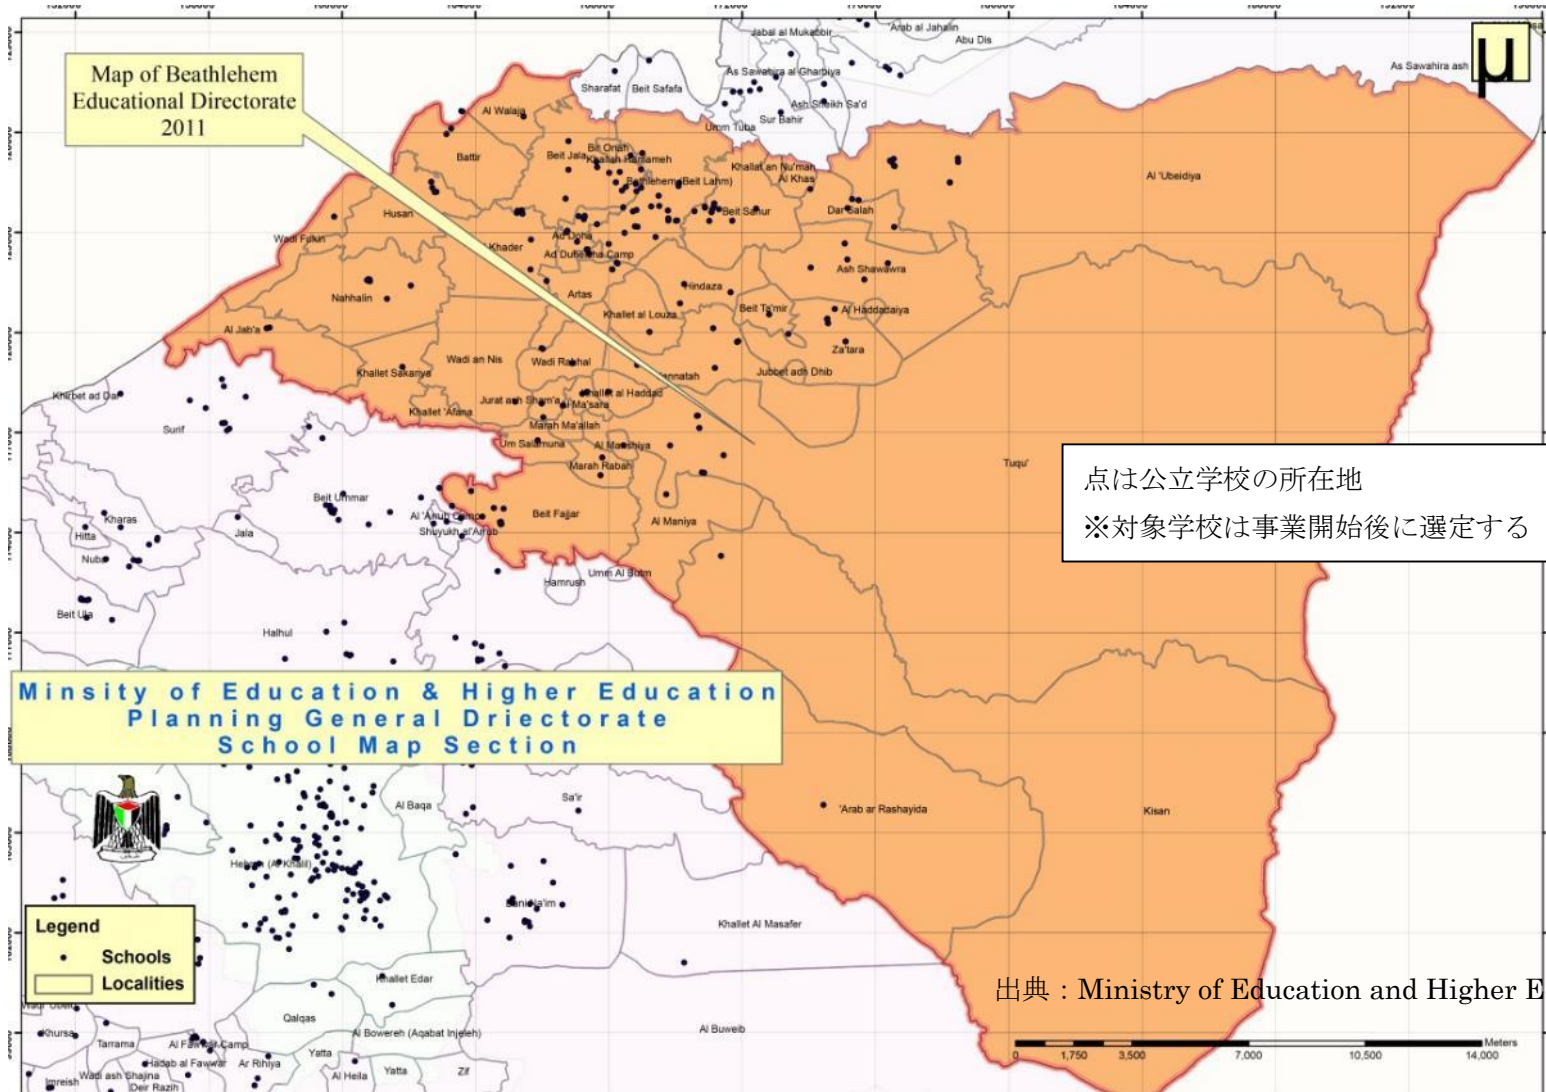 Jabal al Mukabbir
'Arab al Jahalin
Abu Dis
As Sawahira ash
µ
Map of Beathlehem
Educational Directorate
2011
Sharafat
Beit Safafa
As Sawahira al Gharbiya
Ash Sheikh Sa'd
Sur Bahir
Umm Tuba
Al Walaja
Battir
Beit Jala
Bir Onah
Khallah Hamameh
Bethlehem (Beit Lahm)
Khallat an Nu'man
Al Khas
Al 'Ubeidiya
Husan
Beit Sahur
Dar Salah
Wadi Fukin
Khader
Ad Doha
Ad Duheisha Camp
Ash Shawawra
Nahhalin
Artas
Hindaza
Khallet al Louza
Beit Ta'mir
Al Haddadaiya
Al Jab'a
Wadi an Nis
Wadi Rahhal
Za'tara
Khallet Sakariya
Jannatah
Jubbet adh Dhib
Khirbet ad Dar
Khallet al Haddad
Jurat ash Sham'a
Al Ma'sara
Khallet 'Afana
Surif
Marah Ma'allah
Um Salamuna
Al Manshiya
Marah Rabah
Tuqu'
点は公立学校の所在地
※対象学校は事業開始後に選定する
Beit Ummar
Kharas
Al 'Arrub Camp
Beit Fajjar
Al Maniya
Hitta
Jala
Shuyukh al'Arrub
Nuba
Umm Al Butm
Hamrush
Beit Ula
Halhul
Minsity of Education & Higher Education
Planning General Driectorate
School Map Section
Al Baqa
Sa'ir
'Arab ar Rashayida
Kisan
Hebron (Al Khalil)
Bani Na'im
Khallet Al Masafer
Legend
Schools
Localities
Khallet Edar
出典：Ministry of Education and Higher E
Qalqas
Al Bowereh (Aqabat Injeleh)
Al Buweib
Khursa
Tarrama
Al Fawwar Camp
Hadab al Fawwar
Ar Rihiya
Yatta
Wadi ash Shajina
Al Heila
Yatta
Zif
Imreish
Deir Razih
Meters
0
1,750
3,500
7,000
10,500
14,000